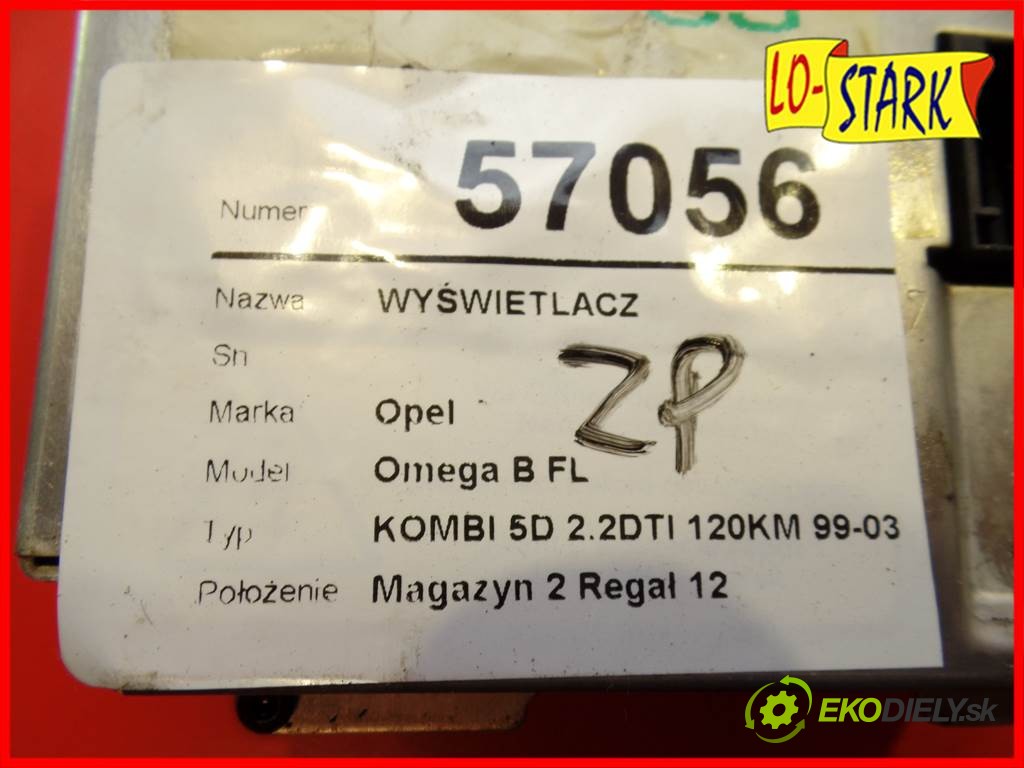 LO-STARK
Numer 57056
Nazwa WYŚWIETLACZ
Sn
ZP
Marka Opel
Model Omega B FL
Typ KOMBI 5D 2.2DTI 120KM 99-03
Położenie Magazyn 2 Regał 12
EKODIELY.sk